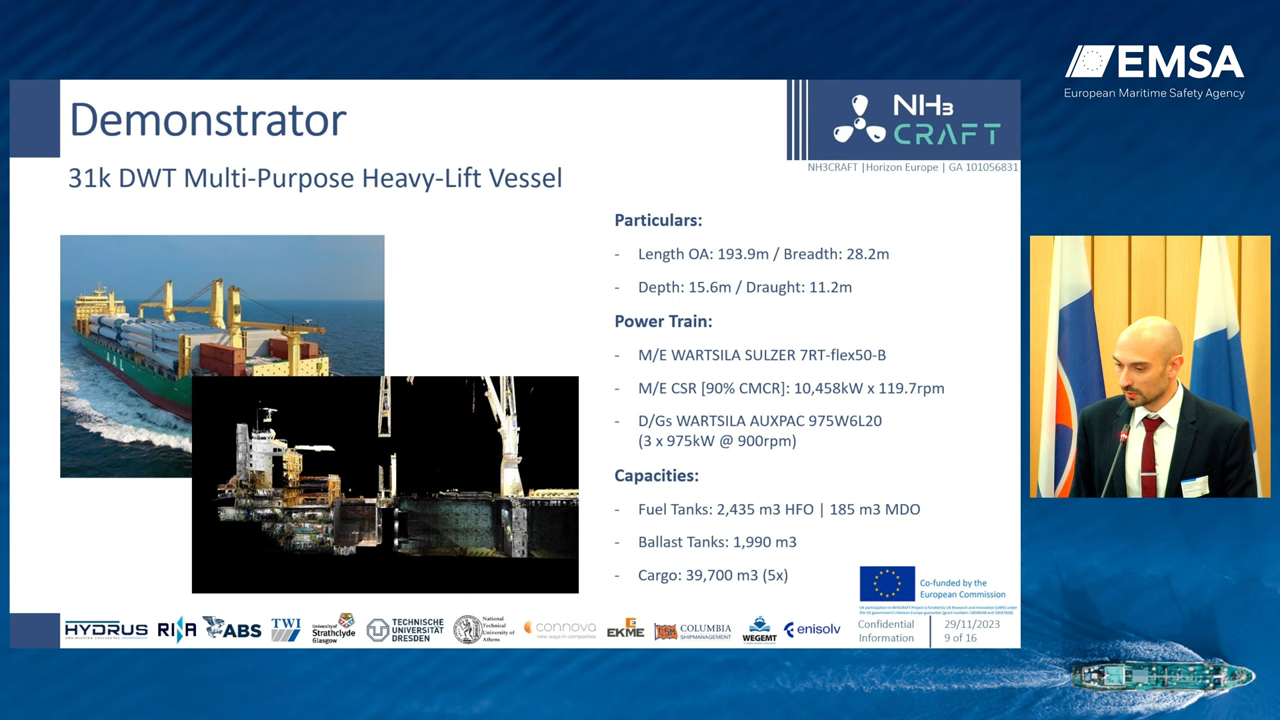 EMSA
European Maritime Safety Agency
Demonstrator
NH3
CRAFT
NH3CRAFT |Horizon Europe | GA 101056831
31k DWT Multi-Purpose Heavy-Lift Vessel
AAL
Particulars:
- Length OA: 193.9m / Breadth: 28.2m
- Depth: 15.6m / Draught: 11.2m
Power Train:
- M/E WARTSILA SULZER 7RT-flex50-B
- M/E CSR [90% CMCR]: 10,458kW x 119.7rpm
- D/Gs WARTSILA AUXPAC 975W6L20
(3 x 975kW @ 900rpm)
Capacities:
- Fuel Tanks: 2,435 m3 HFO | 185 m3 MDO
- Ballast Tanks: 1,990 m3
- Cargo: 39,700 m3 (5x)
Co-funded by the
European Commission
HYDRUS
RINA
ABS
TWI
University of
Strathclyde
Glasgow
TECHNISCHE
UNIVERSITÄT
DRESDEN
National
Technical
University of
Athens
connova
new ways in composites
EKME
COLUMBIA
SHIPMANAGEMENT
WEGEMT
enisolv
Confidential
Information
29/11/2023
9 of 16